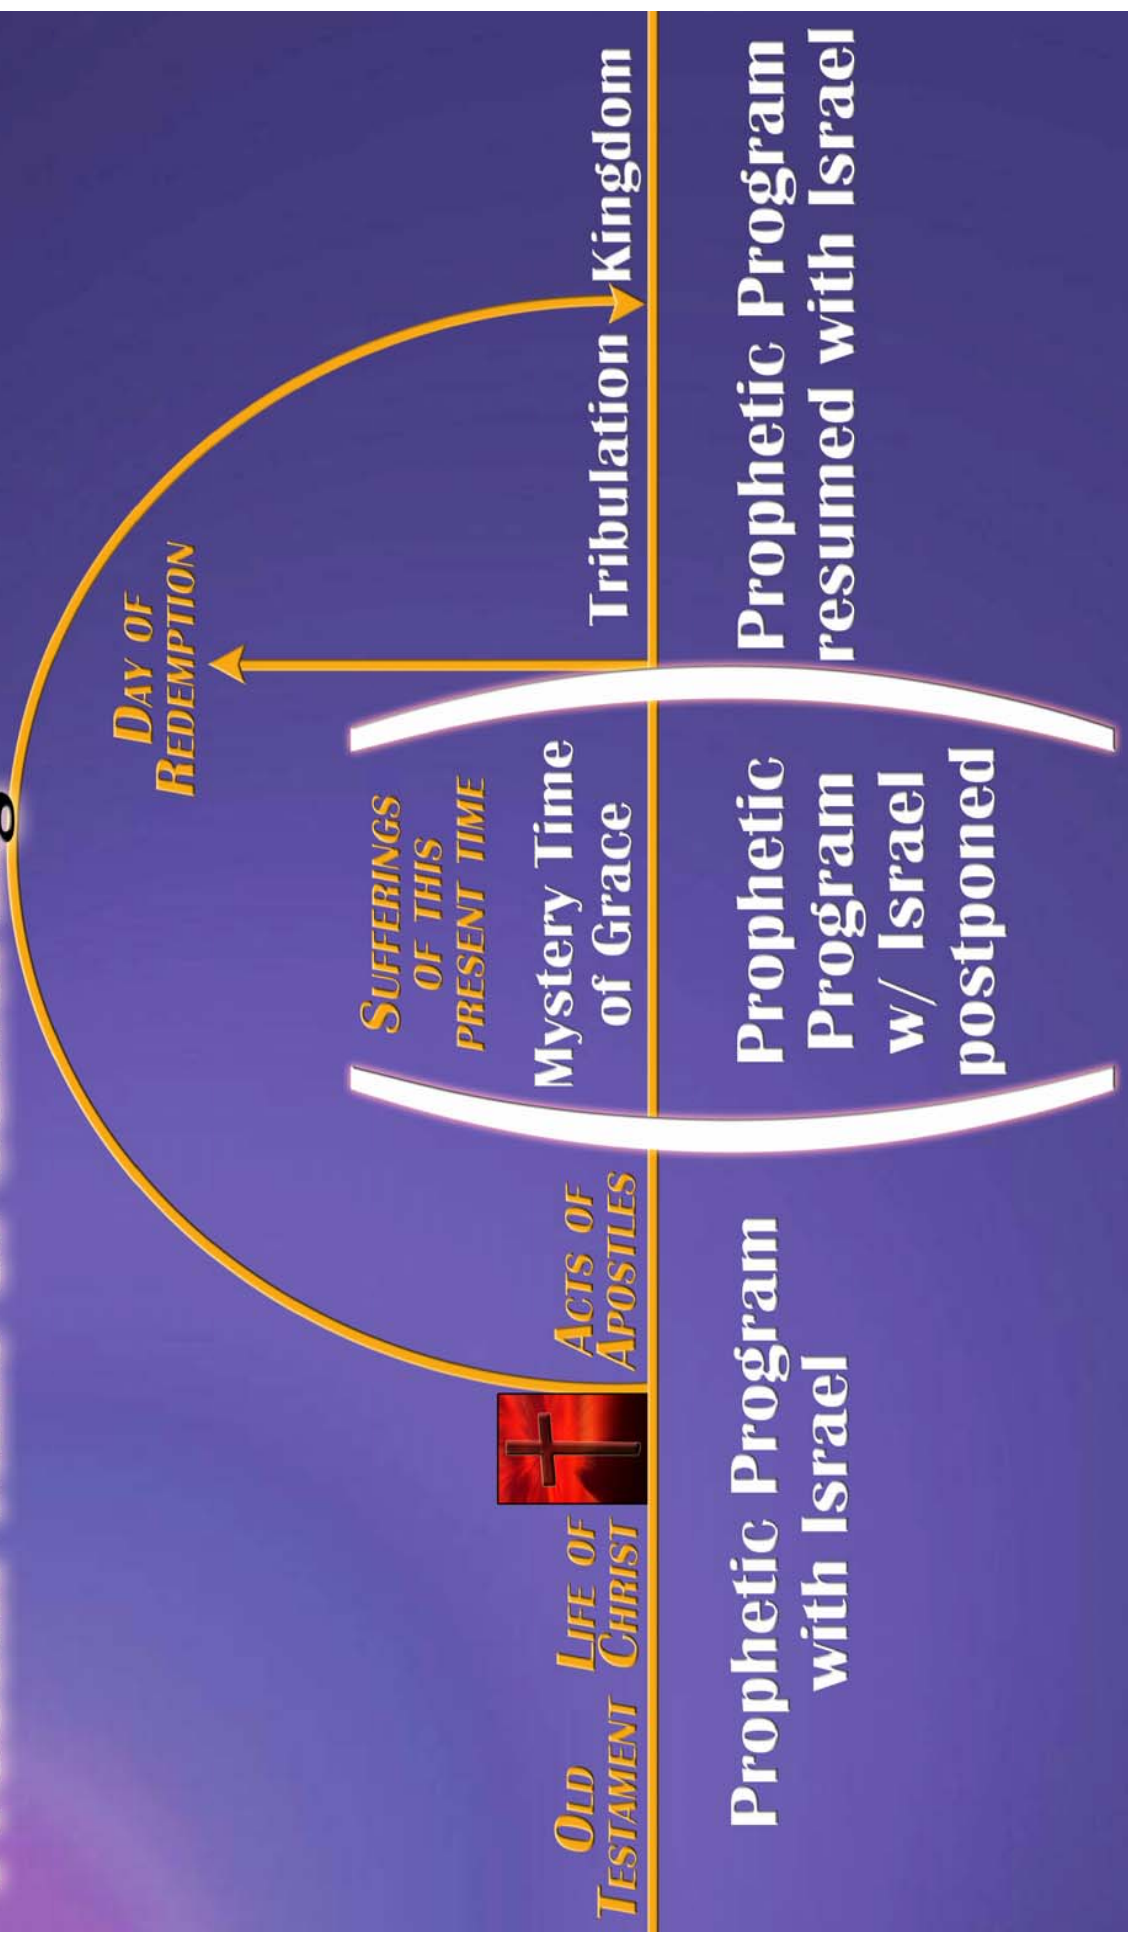 DAY OF
REDEMPTION
SUFFERINGS
OF THIS
PRESENT TIME
Mystery Time
of Grace
OLD
TESTAMENT
LIFE OF
CHRIST
ACTS OF
APOSTLES
Tribulation
Kingdom
Prophetic Program
with Israel
Prophetic
Program
w/ Israel
postponed
Prophetic Program
resumed with Israel